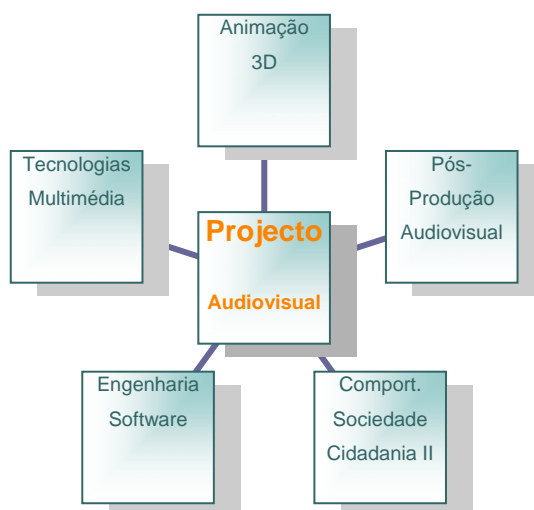 Animação
3D
Tecnologias
Multimédia
Pós-
Produção
Audiovisual
Projecto
Audiovisual
Engenharia
Software
Comport.
Sociedade
Cidadania II